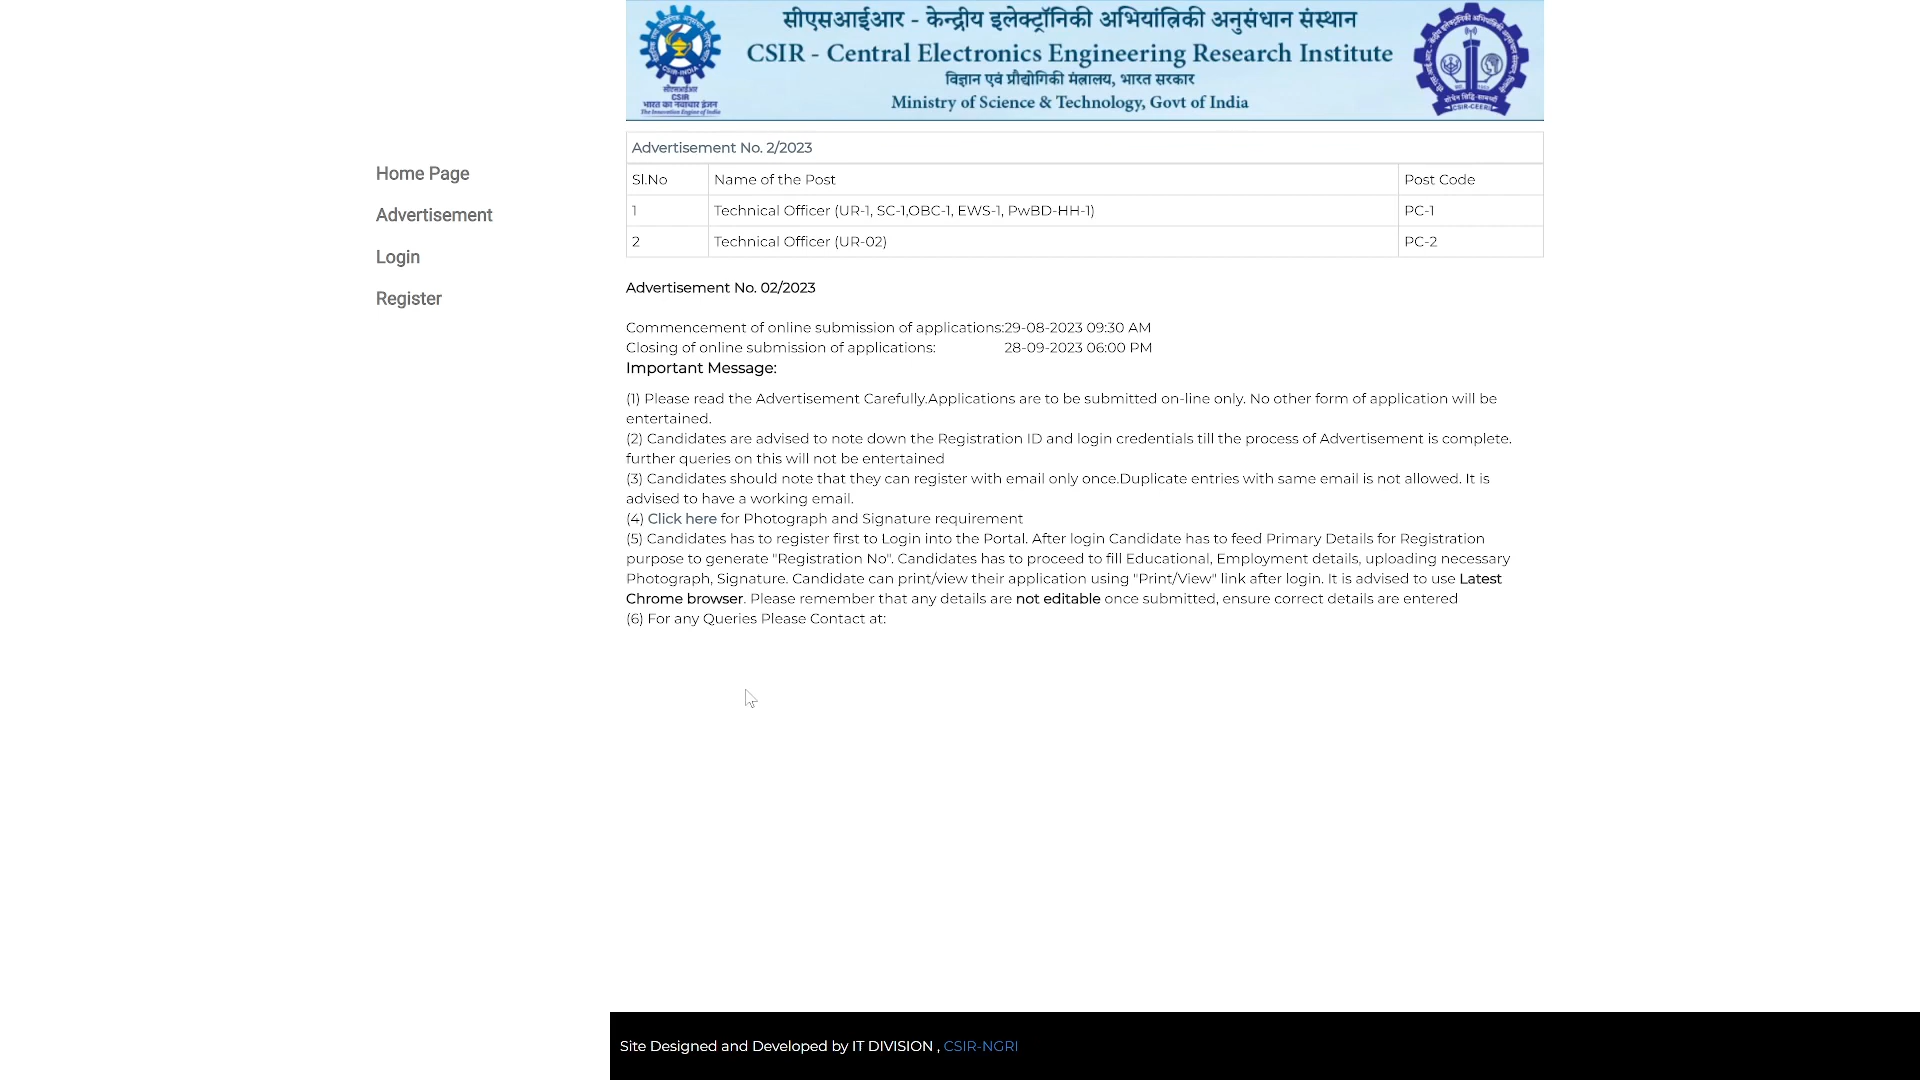 सीएसआईआर - केन्द्रीय इलेक्ट्रॉनिकी अभियांत्रिकी अनुसंधान संस्थान
CSIR - Central Electronics Engineering Research Institute
विज्ञान एवं प्रौद्योगिकी मंत्रालय, भारत सरकार
Ministry of Science & Technology, Govt of India
CSIR-INDIA
सीएसआईआर
CSIR
भारत का नवाचार इंजन
The Innovation Engine of India
CSIR-CEERI
Home Page
Advertisement
Login
Register
Advertisement No. 2/2023
Sl.No Name of the Post Post Code
1 Technical Officer (UR-1, SC-1,OBC-1, EWS-1, PwBD-HH-1) PC-1
2 Technical Officer (UR-02) PC-2
Advertisement No. 02/2023
Commencement of online submission of applications:29-08-2023 09:30 AM
Closing of online submission of applications: 28-09-2023 06:00 PM
Important Message:
(1) Please read the Advertisement Carefully.Applications are to be submitted on-line only. No other form of application will be
entertained.
(2) Candidates are advised to note down the Registration ID and login credentials till the process of Advertisement is complete.
further queries on this will not be entertained
(3) Candidates should note that they can register with email only once.Duplicate entries with same email is not allowed. It is
advised to have a working email.
(4) Click here for Photograph and Signature requirement
(5) Candidates has to register first to Login into the Portal. After login Candidate has to feed Primary Details for Registration
purpose to generate "Registration No". Candidates has to proceed to fill Educational, Employment details, uploading necessary
Photograph, Signature. Candidate can print/view their application using "Print/View" link after login. It is advised to use Latest
Chrome browser. Please remember that any details are not editable once submitted, ensure correct details are entered
(6) For any Queries Please Contact at:
Site Designed and Developed by IT DIVISION , CSIR-NGRI